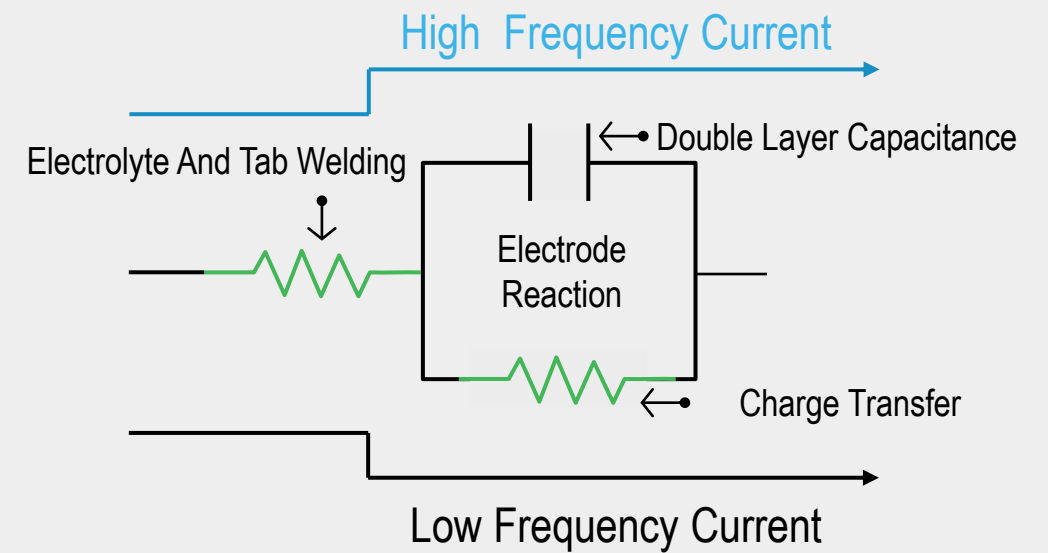 High Frequency Current
Double Layer Capacitance
Electrolyte And Tab Welding
Electrode
Reaction
Charge Transfer
Low Frequency Current